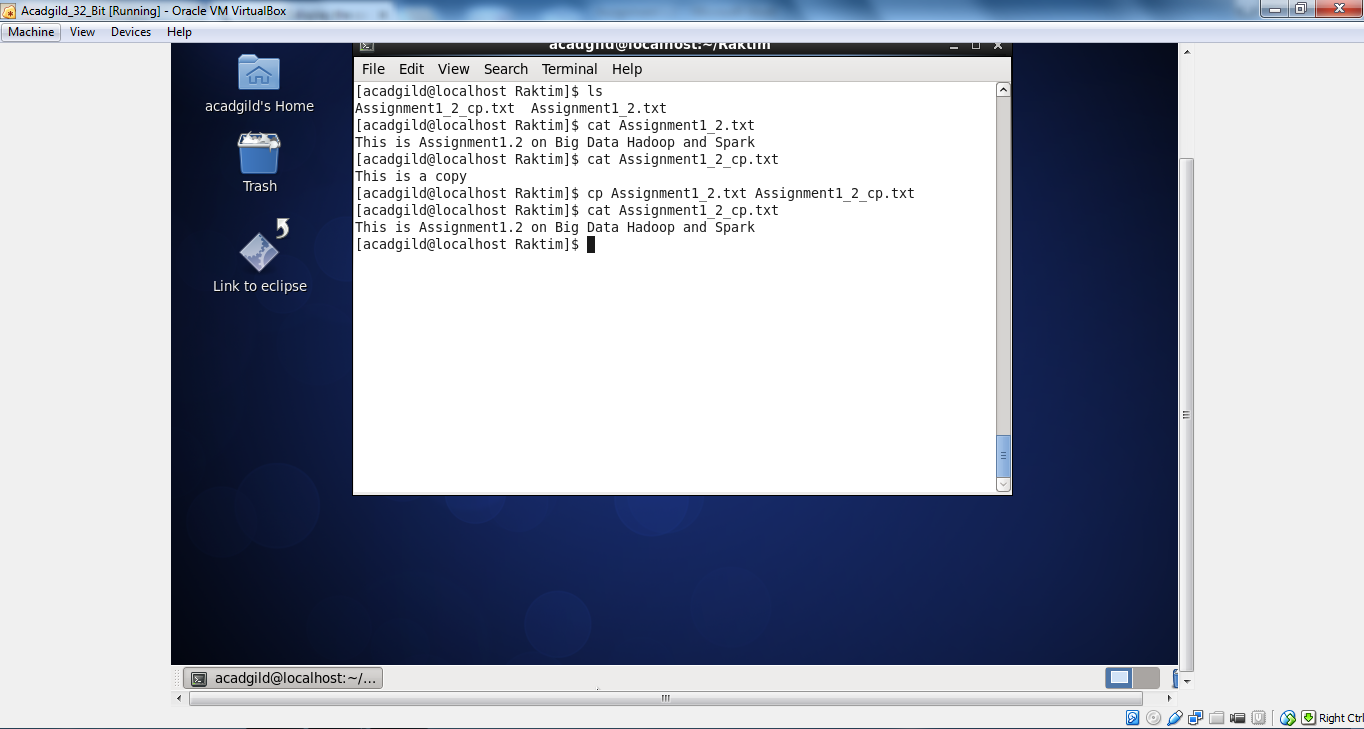 Acadgild_32_Bit [Running] - Oracle VM VirtualBox
Machine View Devices Help
acadgild@localhost:~/Raktim
File Edit View Search Terminal Help
acadgild's Home
Trash
Link to eclipse
[acadgild@localhost Raktim]$ ls
Assignment1_2_cp.txt  Assignment1_2.txt
[acadgild@localhost Raktim]$ cat Assignment1_2.txt
This is Assignment1.2 on Big Data Hadoop and Spark
[acadgild@localhost Raktim]$ cat Assignment1_2_cp.txt
This is a copy
[acadgild@localhost Raktim]$ cp Assignment1_2.txt Assignment1_2_cp.txt
[acadgild@localhost Raktim]$ cat Assignment1_2_cp.txt
This is Assignment1.2 on Big Data Hadoop and Spark
[acadgild@localhost Raktim]$
acadgild@localhost:~/...
Right Ctrl